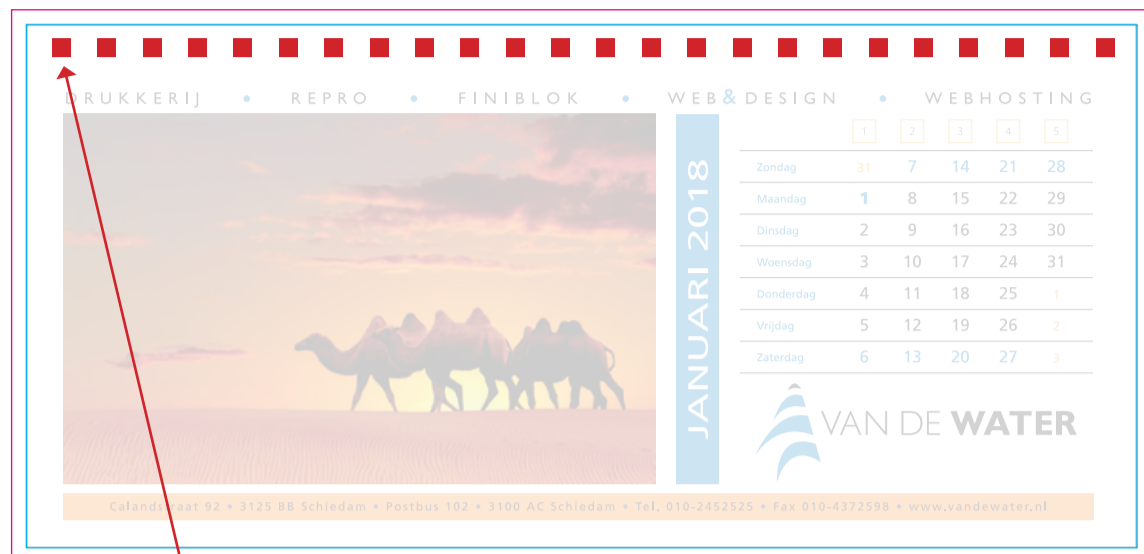 DRUKKERIJ • REPRO • FINIBLOK • WEB&DESIGN • WEBHOSTING
JANUARI 2018
1 2 3 4 5
Zondag 31 7 14 21 28
Maandag 1 8 15 22 29
Dinsdag 2 9 16 23 30
Woensdag 3 10 17 24 31
Donderdag 4 11 18 25 1
Vrijdag 5 12 19 26 2
Zaterdag 6 13 20 27 3
VAN DE WATER
Calandstraat 92 • 3125 BB Schiedam • Postbus 102 • 3100 AC Schiedam • Tel. 010-2452525 • Fax 010-4372598 • www.vandewater.nl